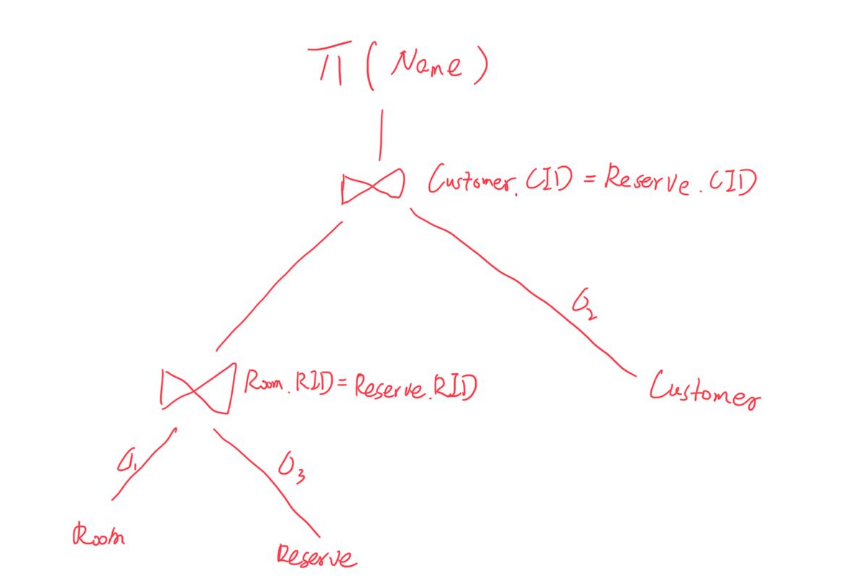 π ( Name )
Customer.CID = Reserve.CID
σ₂
Room.RID = Reserve.RID
Customer
σ₁
σ₃
Room
Reserve